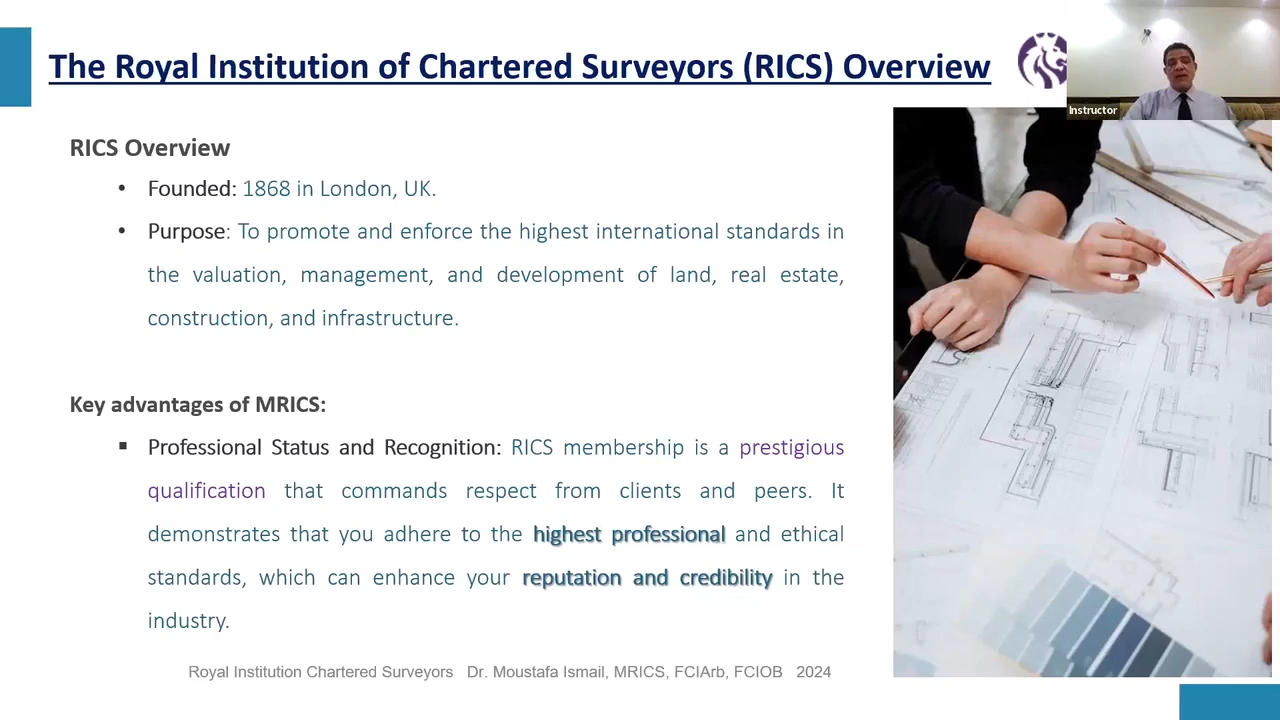 The Royal Institution of Chartered Surveyors (RICS) Overview
Instructor
RICS Overview
• Founded: 1868 in London, UK.
• Purpose: To promote and enforce the highest international standards in
the valuation, management, and development of land, real estate,
construction, and infrastructure.
Key advantages of MRICS:
▪ Professional Status and Recognition: RICS membership is a prestigious
qualification that commands respect from clients and peers. It
demonstrates that you adhere to the highest professional and ethical
standards, which can enhance your reputation and credibility in the
industry.
Royal Institution Chartered Surveyors Dr. Moustafa Ismail, MRICS, FCIArb, FCIOB 2024